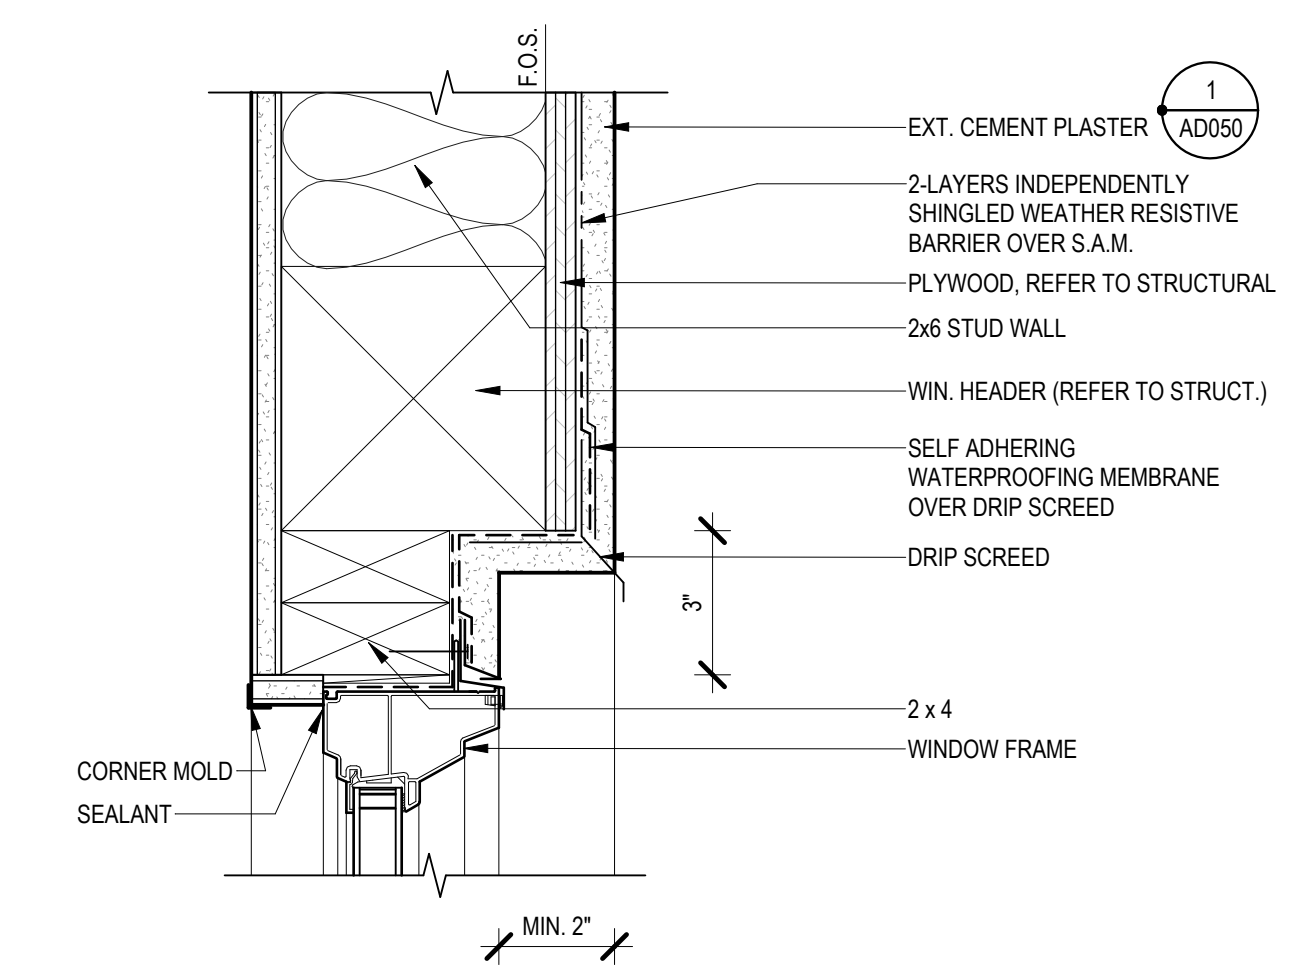 F.O.S.
1
AD050
EXT. CEMENT PLASTER
2-LAYERS INDEPENDENTLY
SHINGLED WEATHER RESISTIVE
BARRIER OVER S.A.M.
PLYWOOD, REFER TO STRUCTURAL
2x6 STUD WALL
WIN. HEADER (REFER TO STRUCT.)
SELF ADHERING
WATERPROOFING MEMBRANE
OVER DRIP SCREED
DRIP SCREED
3"
2 x 4
WINDOW FRAME
CORNER MOLD
SEALANT
MIN. 2"